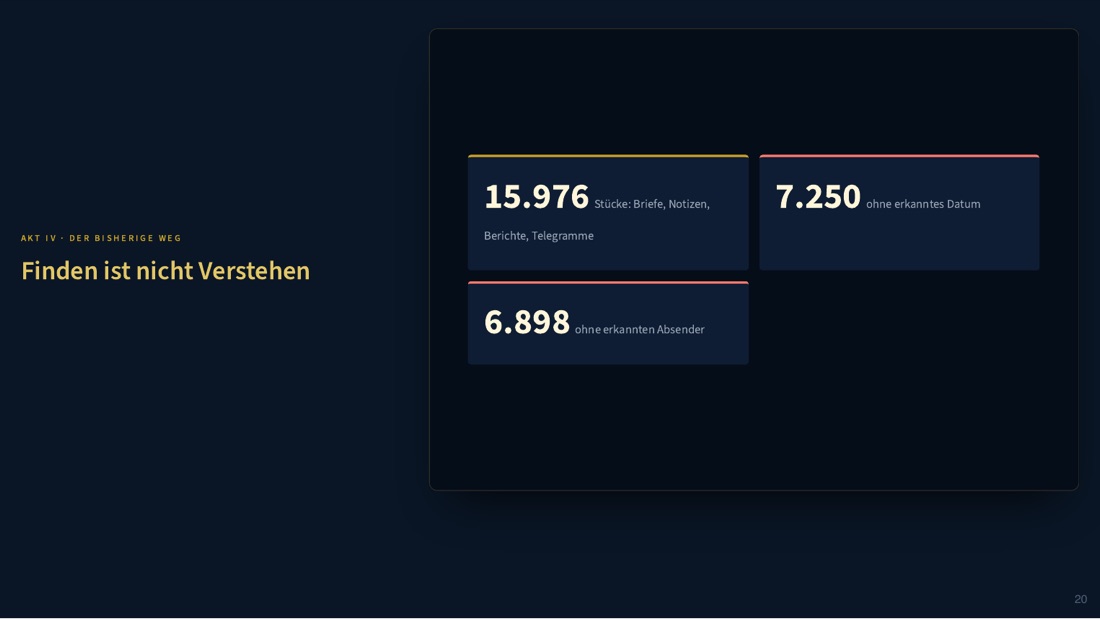 AKT IV · DER BISHERIGE WEG
Finden ist nicht Verstehen
15.976 Stücke: Briefe, Notizen,
Berichte, Telegramme
7.250 ohne erkanntes Datum
6.898 ohne erkannten Absender
20